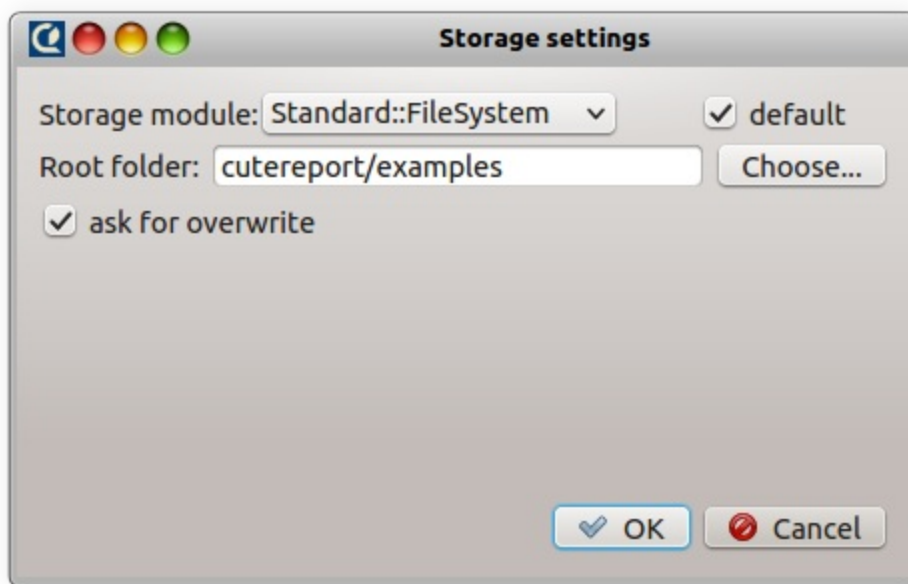 Storage settings
Storage module: Standard::FileSystem default
Root folder: cutereport/examples Choose...
ask for overwrite
OK Cancel